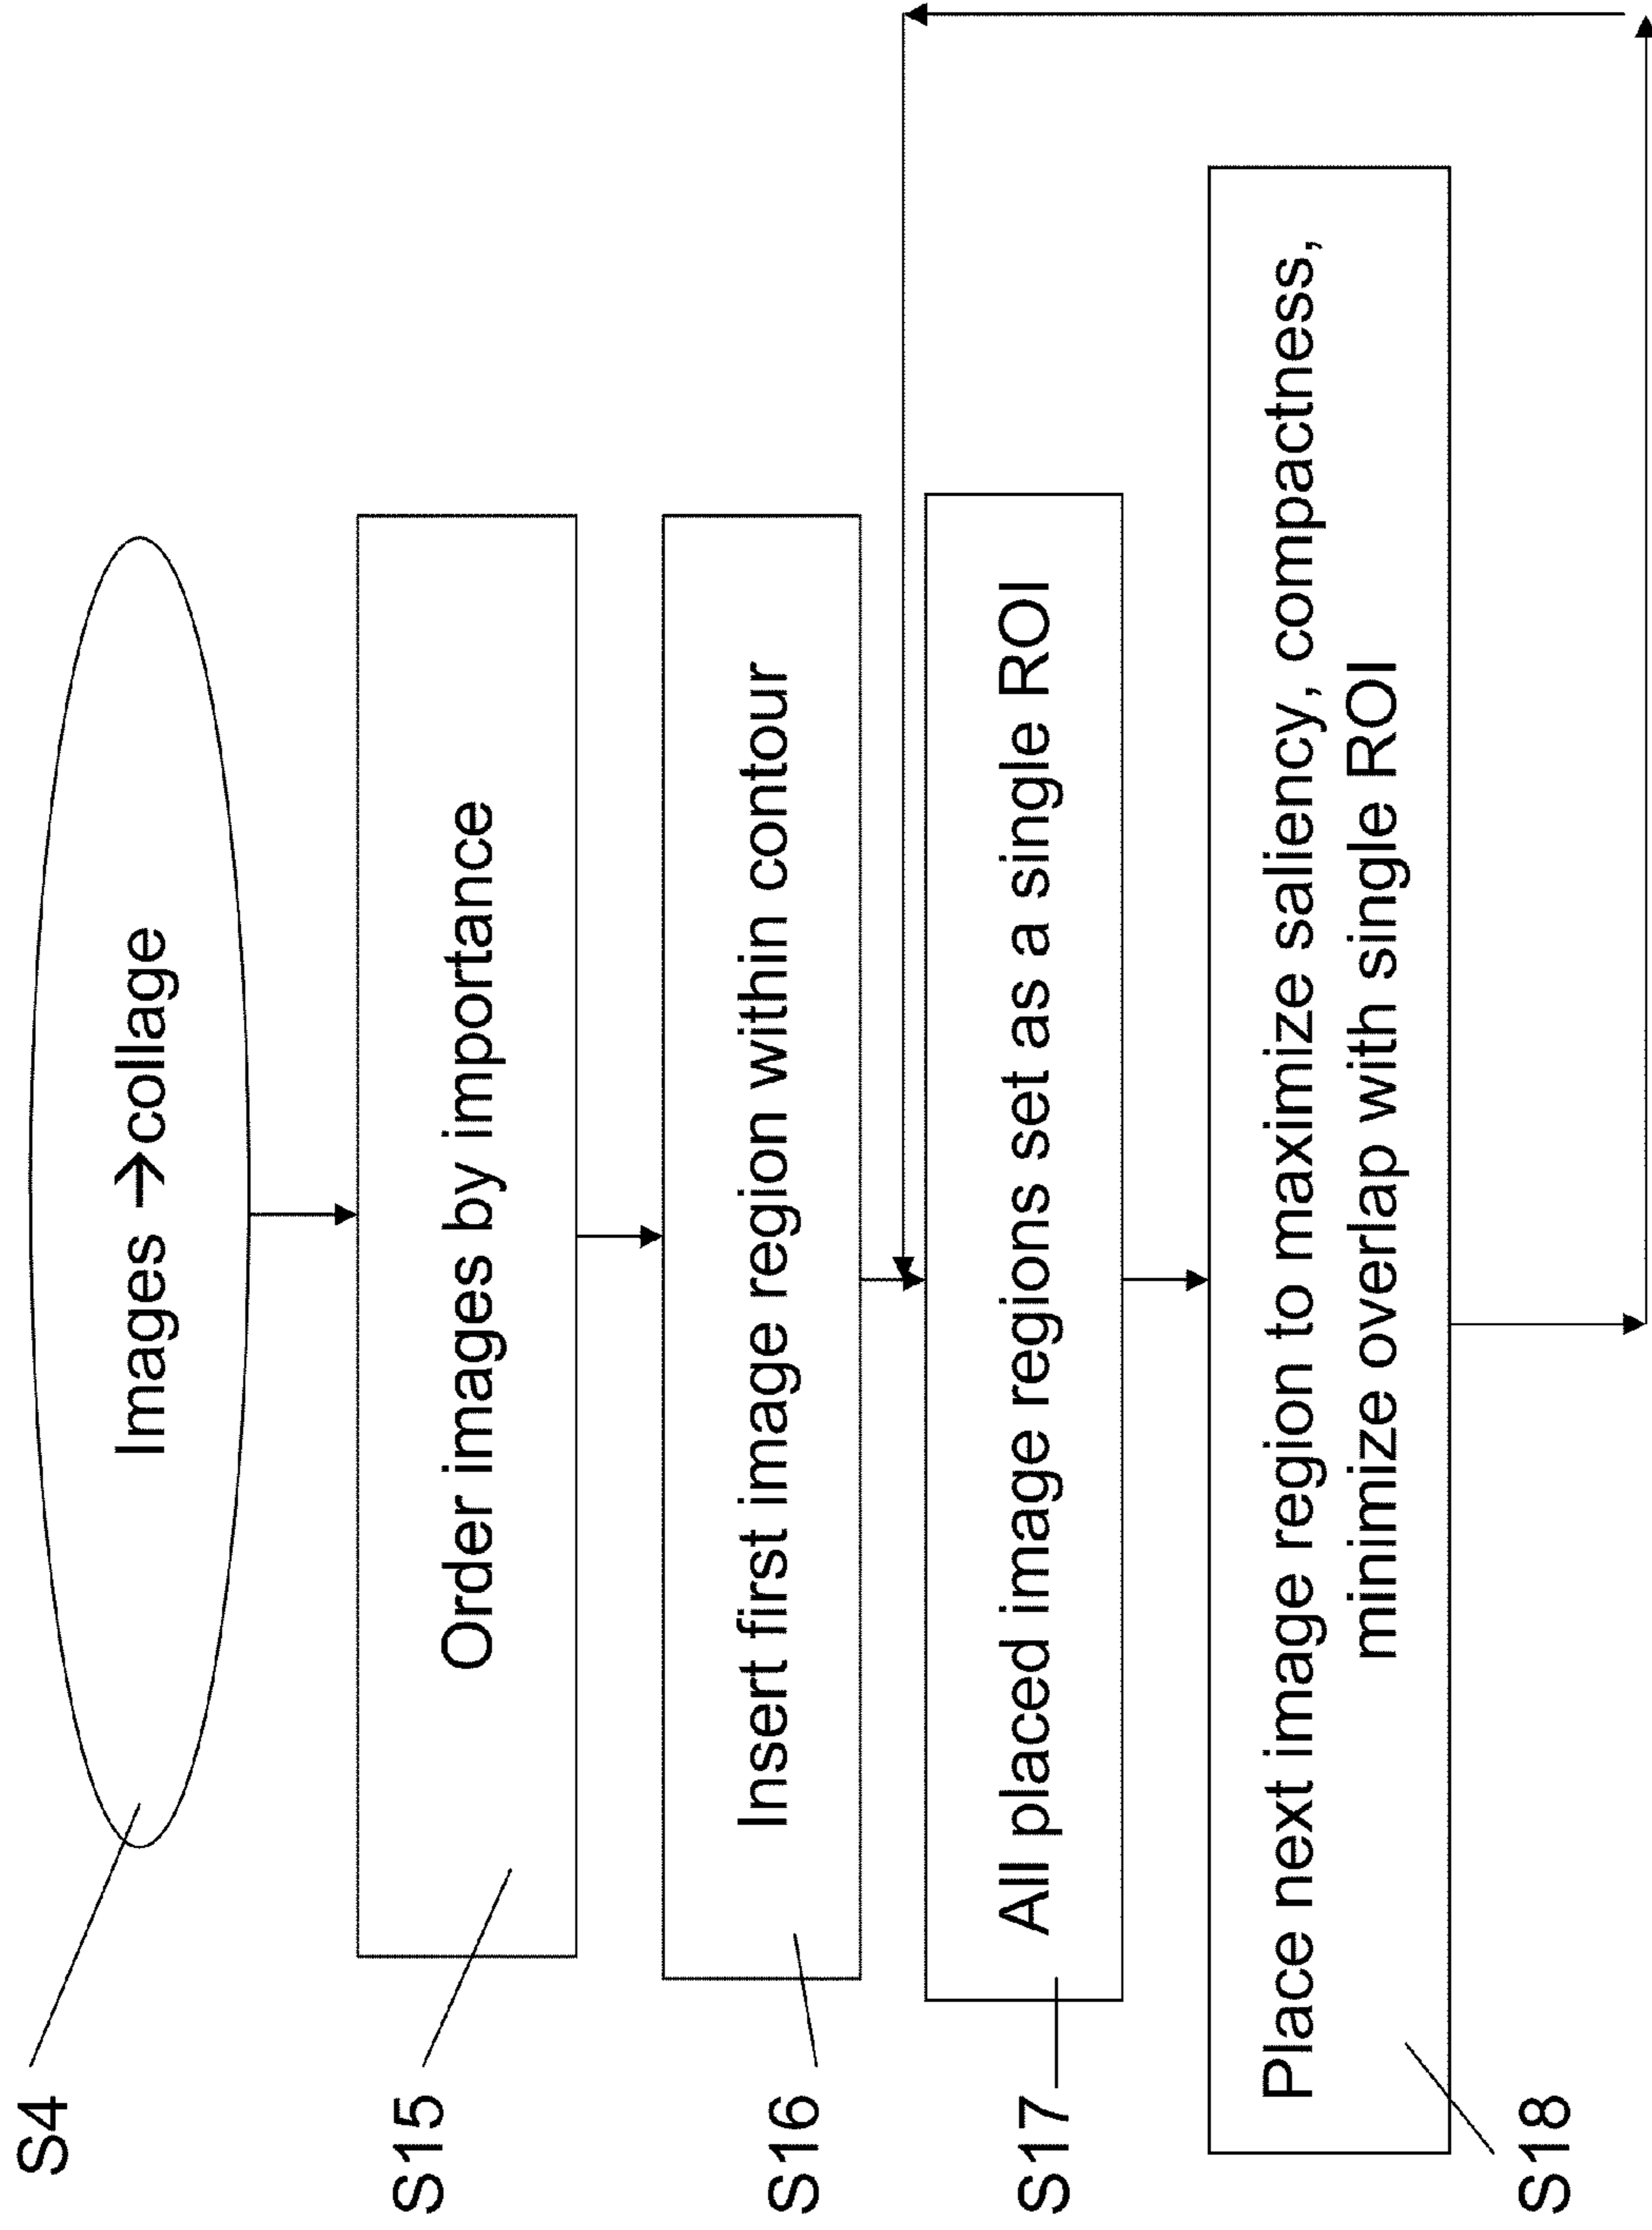 S4
Images →collage
S15
Order images by importance
S16
Insert first image region within contour
S17
All placed image regions set as a single ROI
S18
Place next image region to maximize saliency, compactness,
minimize overlap with single ROI